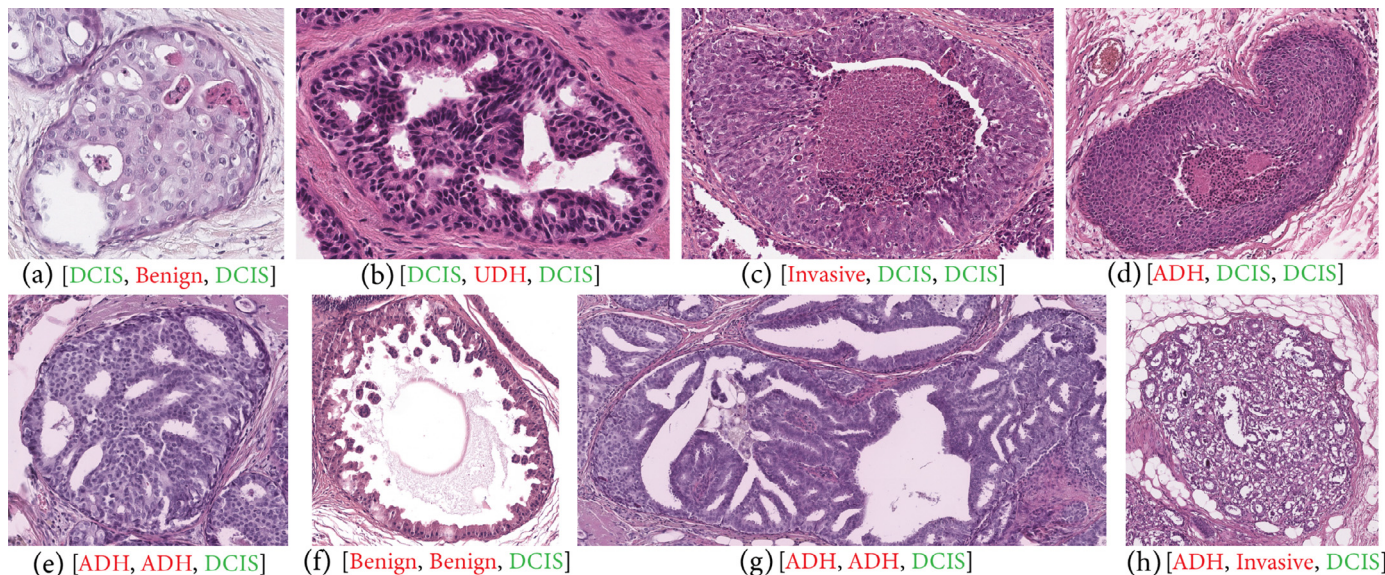 (a) [DCIS, Benign, DCIS]
(b) [DCIS, UDH, DCIS]
(c) [Invasive, DCIS, DCIS]
(d) [ADH, DCIS, DCIS]
(e) [ADH, ADH, DCIS]
(f) [Benign, Benign, DCIS]
(g) [ADH, ADH, DCIS]
(h) [ADH, Invasive, DCIS]